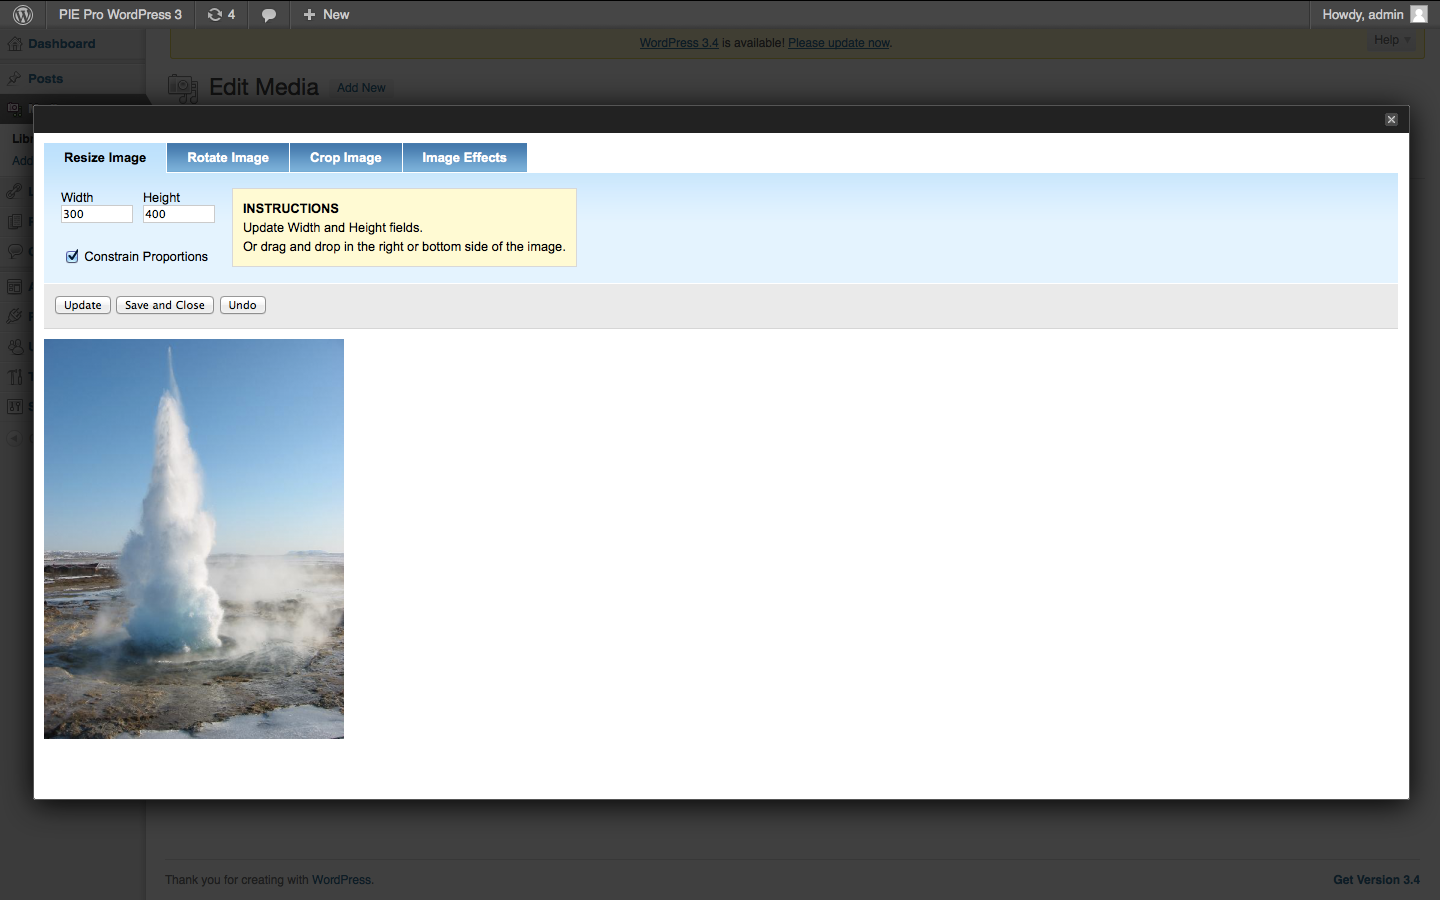 PIE Pro WordPress 3
4
New
Howdy, admin
Dashboard
WordPress 3.4 is available! Please update now.
Help
Posts
Edit Media
Add New
Resize Image
Rotate Image
Crop Image
Image Effects
Width
Height
300
400
Constrain Proportions
INSTRUCTIONS
Update Width and Height fields.
Or drag and drop in the right or bottom side of the image.
Update
Save and Close
Undo
Thank you for creating with WordPress.
Get Version 3.4